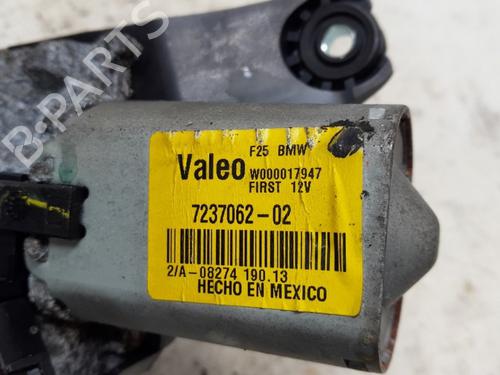 F25 BMW
Valeo W000017947
FIRST 12V
7237062-02
2/A-08274 190.13
HECHO EN MEXICO
B-PARTS